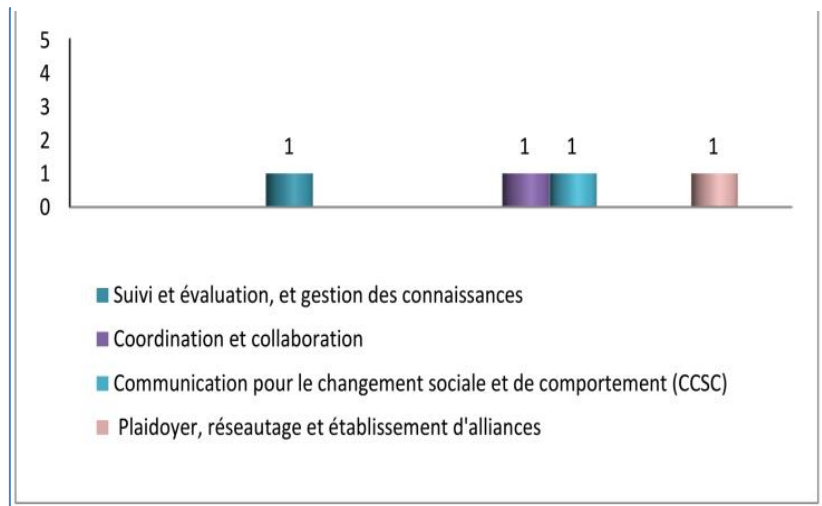 5
4
3
2
1
0
1
1
1
1
Suivi et évaluation, et gestion des connaissances
Coordination et collaboration
Communication pour le changement sociale et de comportement (CCSC)
Plaidoyer, réseautage et établissement d'alliances